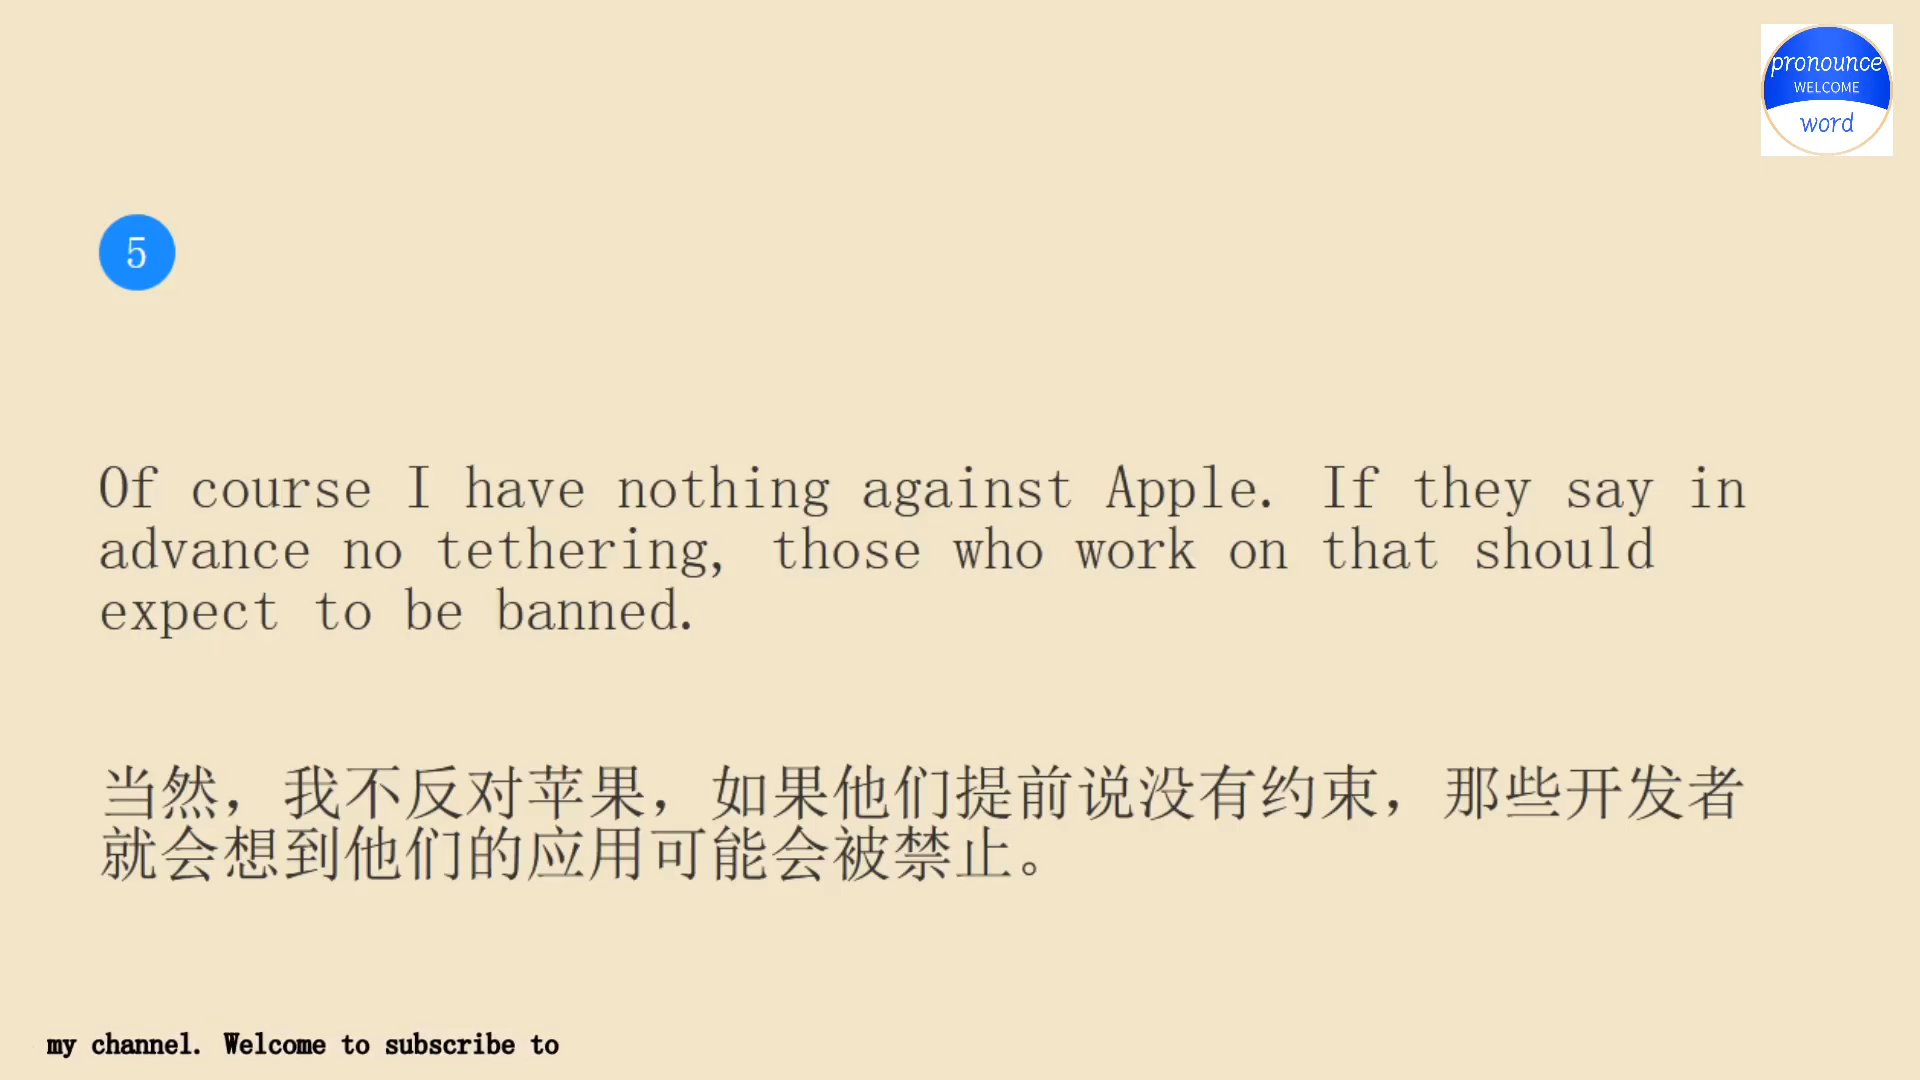 pronounce
WELCOME
word
5
Of course I have nothing against Apple. If they say in
advance no tethering, those who work on that should
expect to be banned.
当然，我不反对苹果，如果他们提前说没有约束，那些开发者
就会想到他们的应用可能会被禁止。
my channel. Welcome to subscribe to